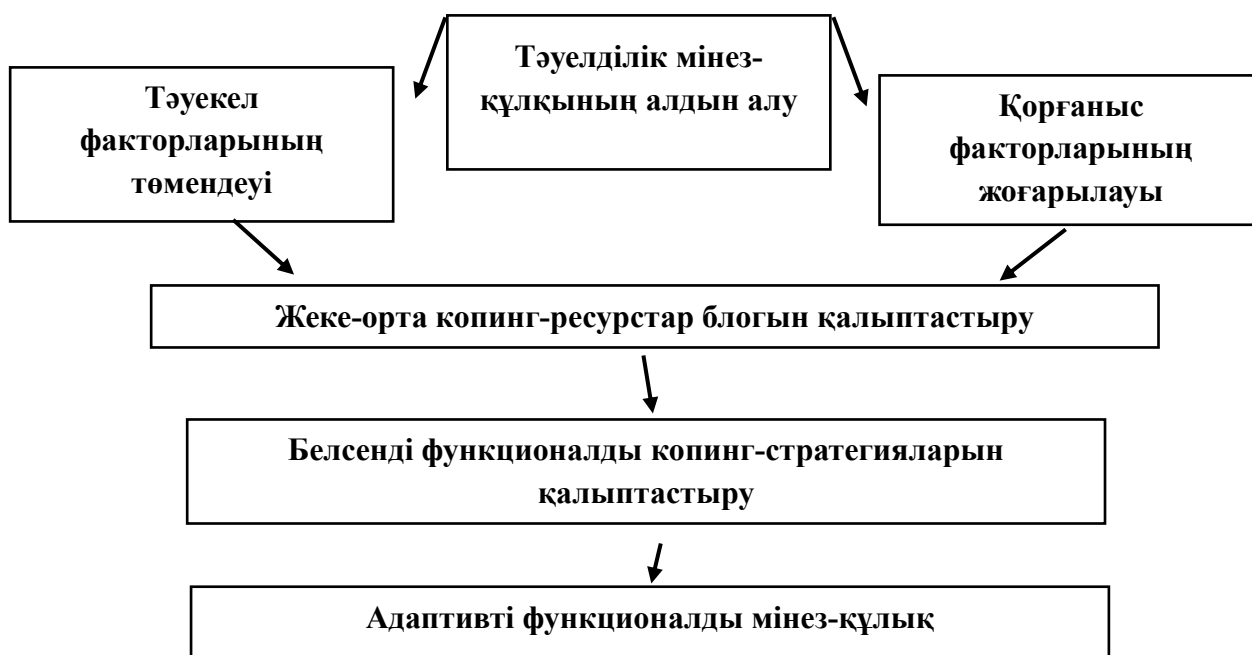 Тәуелділік мінез-
құлқының алдын алу
Тәуекел
факторларының
төмендеуі
Қорғаныс
факторларының
жоғарылауы
Жеке-орта копинг-ресурстар блогын қалыптастыру
Белсенді функционалды копинг-стратегияларын
қалыптастыру
Адаптивті функционалды мінез-құлық